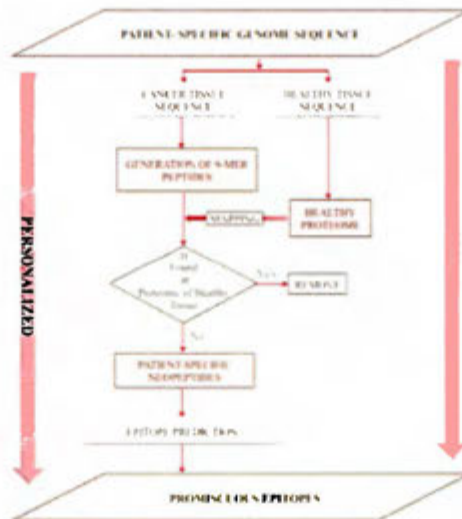 PATIENT- SPECIFIC GENOME SEQUENCE
CANCER TISSUE
SEQUENCE
HEALTHY TISSUE
SEQUENCE
GENERATION OF 9-MER
PEPTIDES
MAPPING
HEALTHY
PROTEOME
If
Found
in
Proteome of Healthy
Tissue
Yes
REMOVE
No
PATIENT-SPECIFIC
NEOPEPTIDES
EPITOPE PREDICTION
PROMISCUOUS EPITOPES
PERSONALIZED